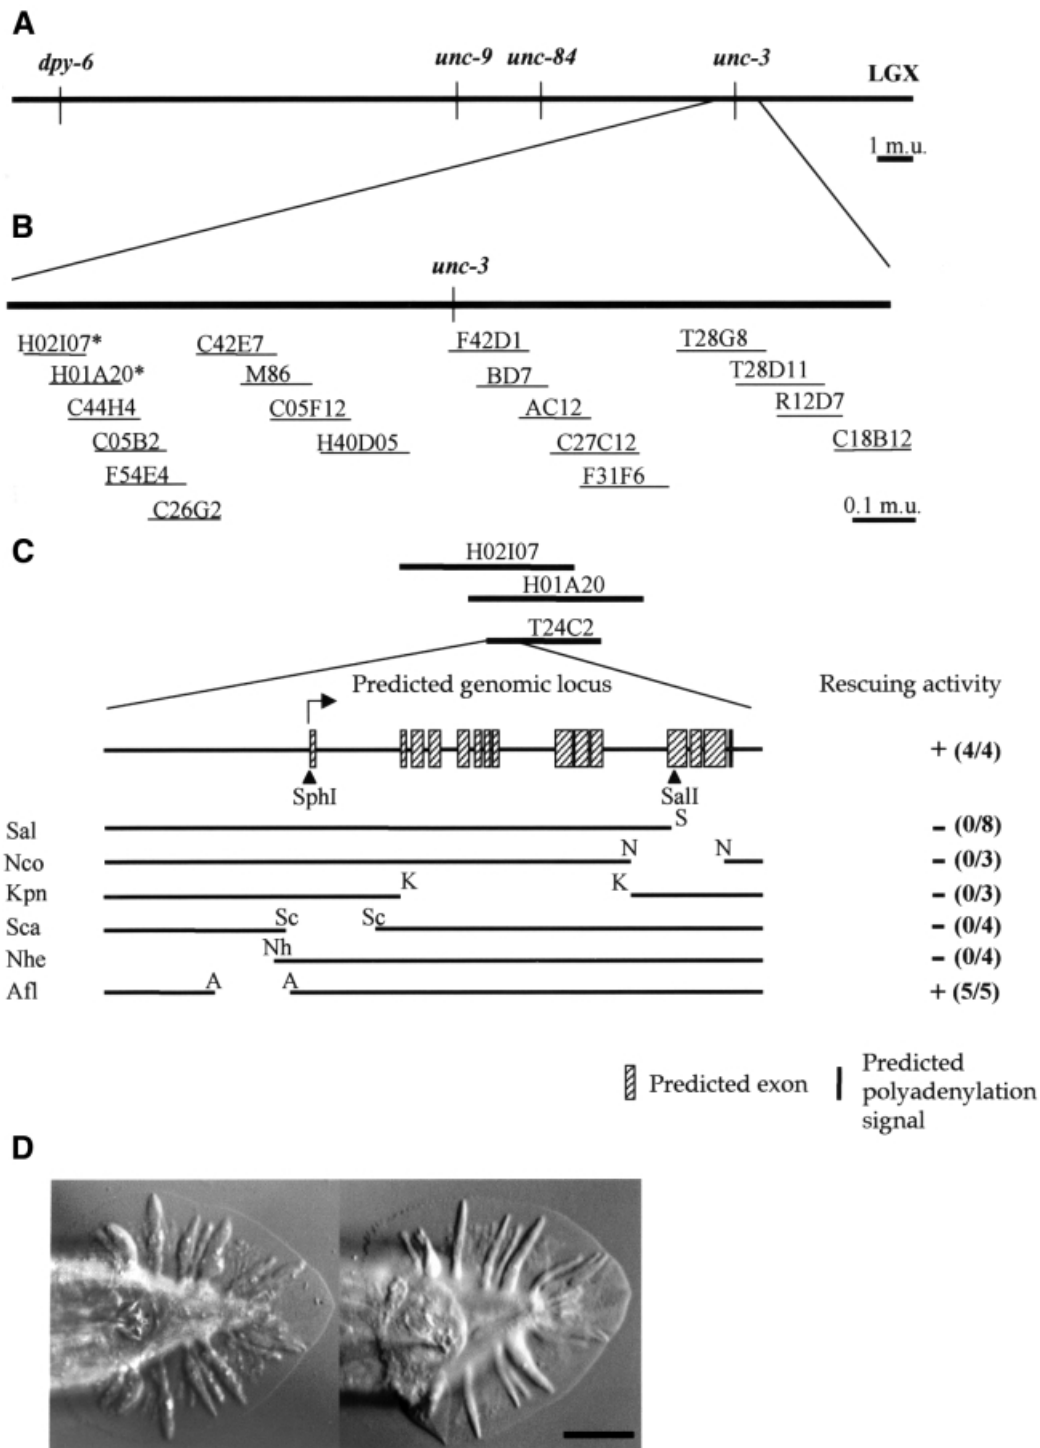 A
dpy-6
unc-9 unc-84
unc-3
LGX
1 m.u.
B
unc-3
H02I07*
C42E7
F42D1
T28G8
H01A20*
M86
BD7
T28D11
C44H4
C05F12
AC12
R12D7
C05B2
H40D05
C27C12
C18B12
F54E4
F31F6
C26G2
0.1 m.u.
C
H02I07
H01A20
T24C2
Predicted genomic locus
Rescuing activity
+ (4/4)
SphI
SalI
Sal
S
- (0/8)
Nco
N
N
- (0/3)
Kpn
K
K
- (0/3)
Sca
Sc
Sc
- (0/4)
Nhe
Nh
- (0/4)
Afl
A
A
+ (5/5)
Predicted exon
Predicted
polyadenylation
signal
D